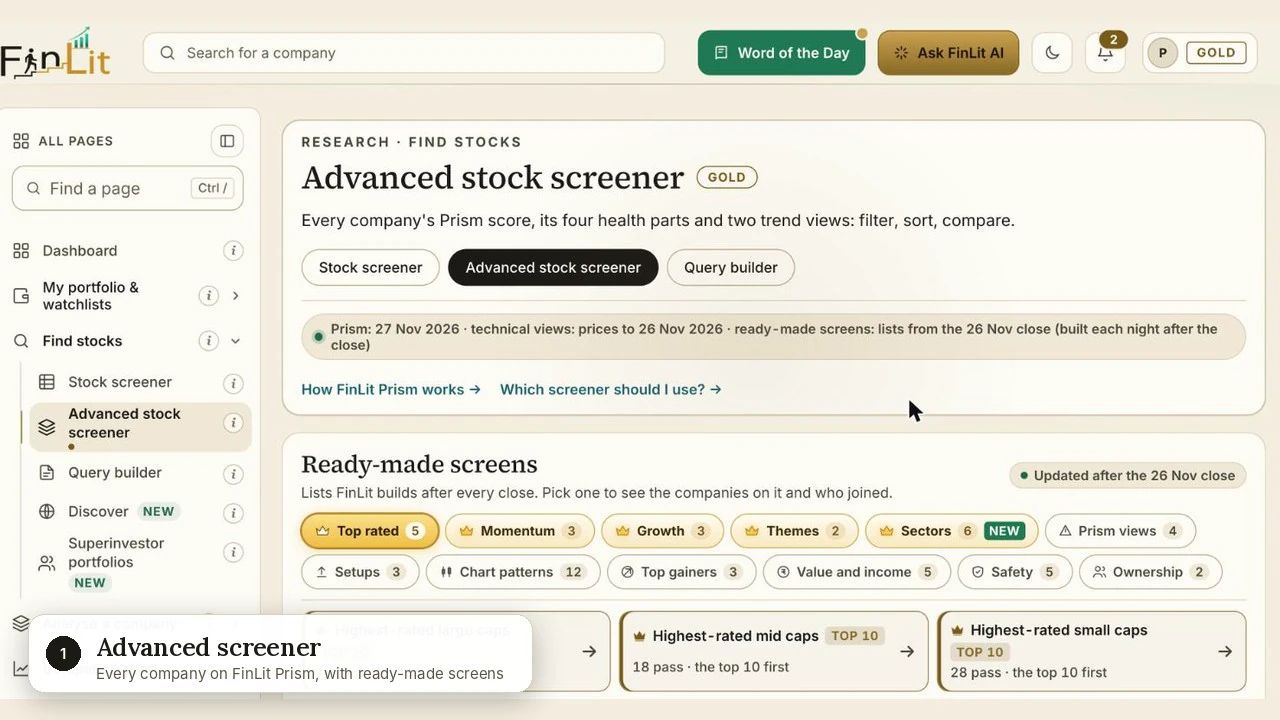 FinLit
Search for a company
Word of the Day
Ask FinLit AI
2
P
GOLD
ALL PAGES
Find a page
Ctrl /
Dashboard
My portfolio &
watchlists
Find stocks
Stock screener
Advanced stock
screener
Query builder
Discover NEW
Superinvestor
portfolios
NEW
Analyse a company
RESEARCH · FIND STOCKS
Advanced stock screener GOLD
Every company's Prism score, its four health parts and two trend views: filter, sort, compare.
Stock screener
Advanced stock screener
Query builder
Prism: 27 Nov 2026 · technical views: prices to 26 Nov 2026 · ready-made screens: lists from the 26 Nov close (built each night after the
close)
How FinLit Prism works →
Which screener should I use? →
Ready-made screens
Lists FinLit builds after every close. Pick one to see the companies on it and who joined.
Updated after the 26 Nov close
Top rated 5
Momentum 3
Growth 3
Themes 2
Sectors 6 NEW
Prism views 4
Setups 3
Chart patterns 12
Top gainers 3
Value and income 5
Safety 5
Ownership 2
Highest-rated large caps
→
Highest-rated mid caps TOP 10
18 pass · the top 10 first
→
Highest-rated small caps
TOP 10
28 pass · the top 10 first
→
1
Advanced screener
Every company on FinLit Prism, with ready-made screens